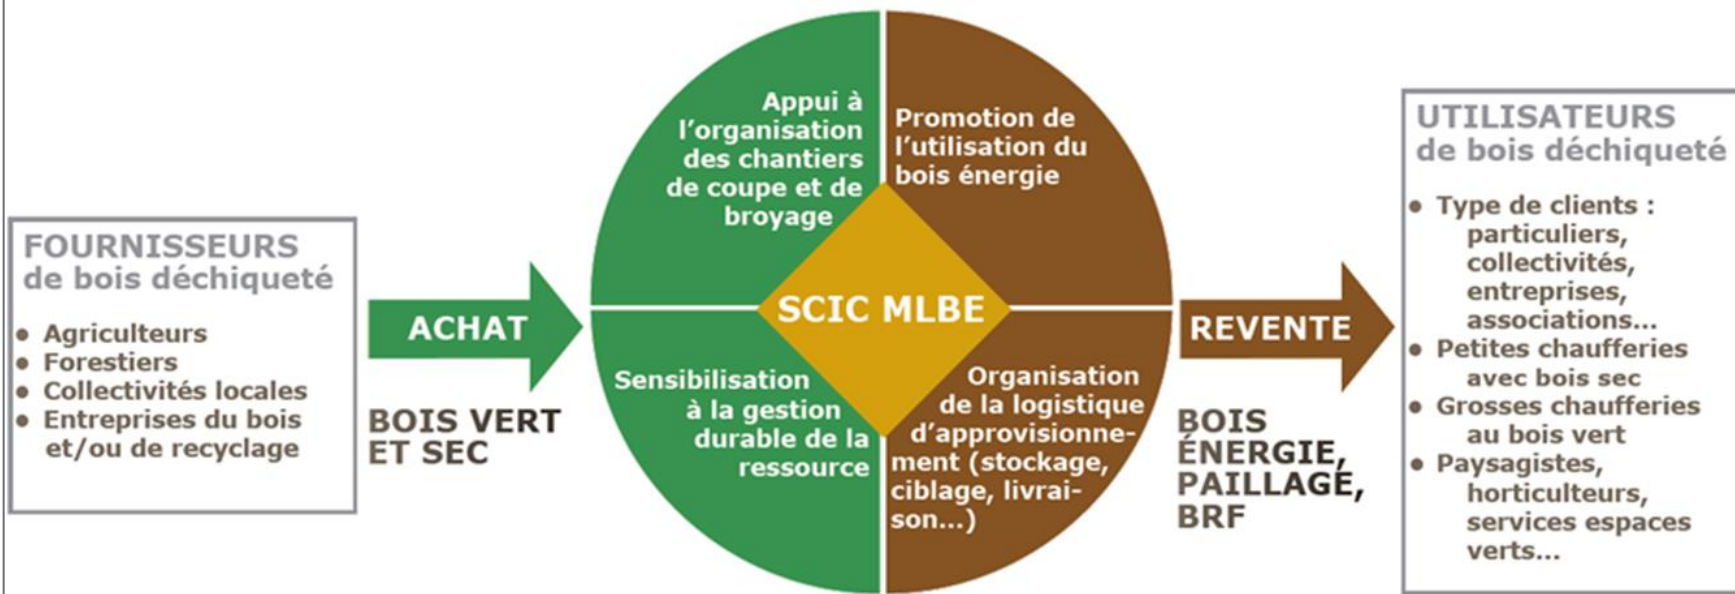 FOURNISSEURS
de bois déchiqueté
● Agriculteurs
● Forestiers
● Collectivités locales
● Entreprises du bois
et/ou de recyclage
ACHAT
BOIS VERT
ET SEC
Appui à
l'organisation
des chantiers
de coupe et de
broyage
Promotion de
l'utilisation du
bois énergie
SCIC MLBE
Sensibilisation
à la gestion
durable de la
ressource
Organisation
de la logistique
d'approvisionne-
ment (stockage,
ciblage, livrai-
son...)
REVENTE
BOIS
ÉNERGIE,
PAILLAGE,
BRF
UTILISATEURS
de bois déchiqueté
● Type de clients :
particuliers,
collectivités,
entreprises,
associations...
● Petites chaufferies
avec bois sec
● Grosses chaufferies
au bois vert
● Paysagistes,
horticulteurs,
services espaces
verts...